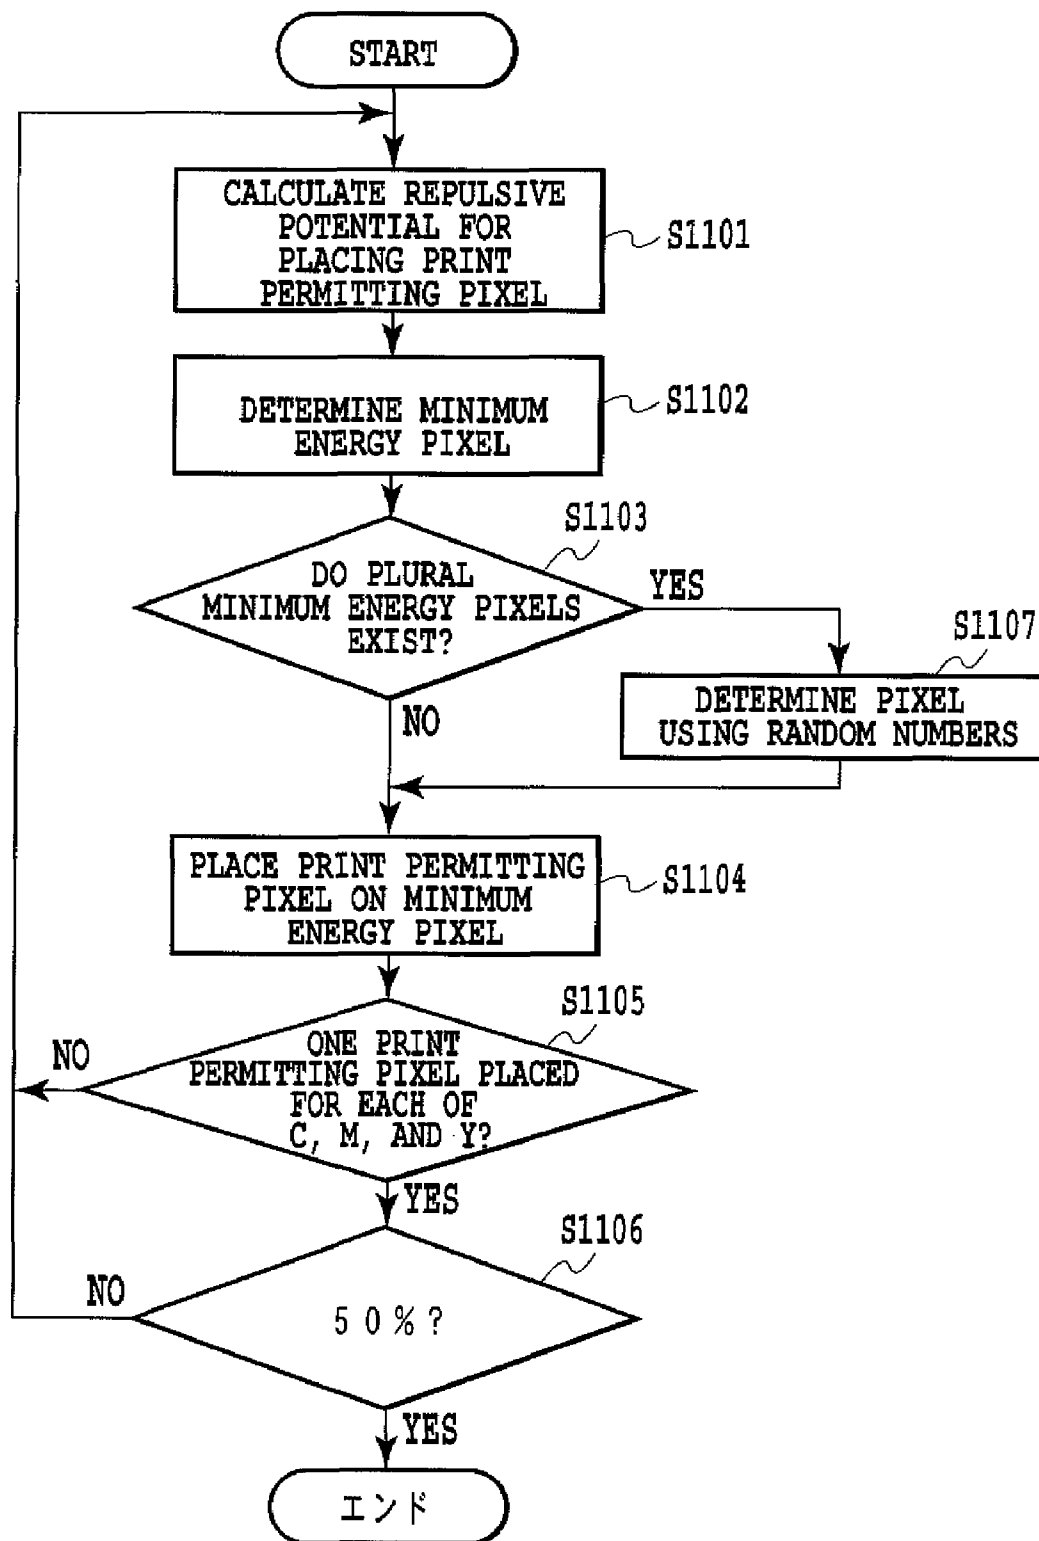 START
CALCULATE REPULSIVE
POTENTIAL FOR
PLACING PRINT
PERMITTING PIXEL
S1101
DETERMINE MINIMUM
ENERGY PIXEL
S1102
S1103
DO PLURAL
MINIMUM ENERGY PIXELS
EXIST?
YES
NO
S1107
DETERMINE PIXEL
USING RANDOM NUMBERS
PLACE PRINT PERMITTING
PIXEL ON MINIMUM
ENERGY PIXEL
S1104
S1105
ONE PRINT
PERMITTING PIXEL PLACED
FOR EACH OF
C, M, AND Y?
NO
YES
S1106
50%?
NO
YES
エンド